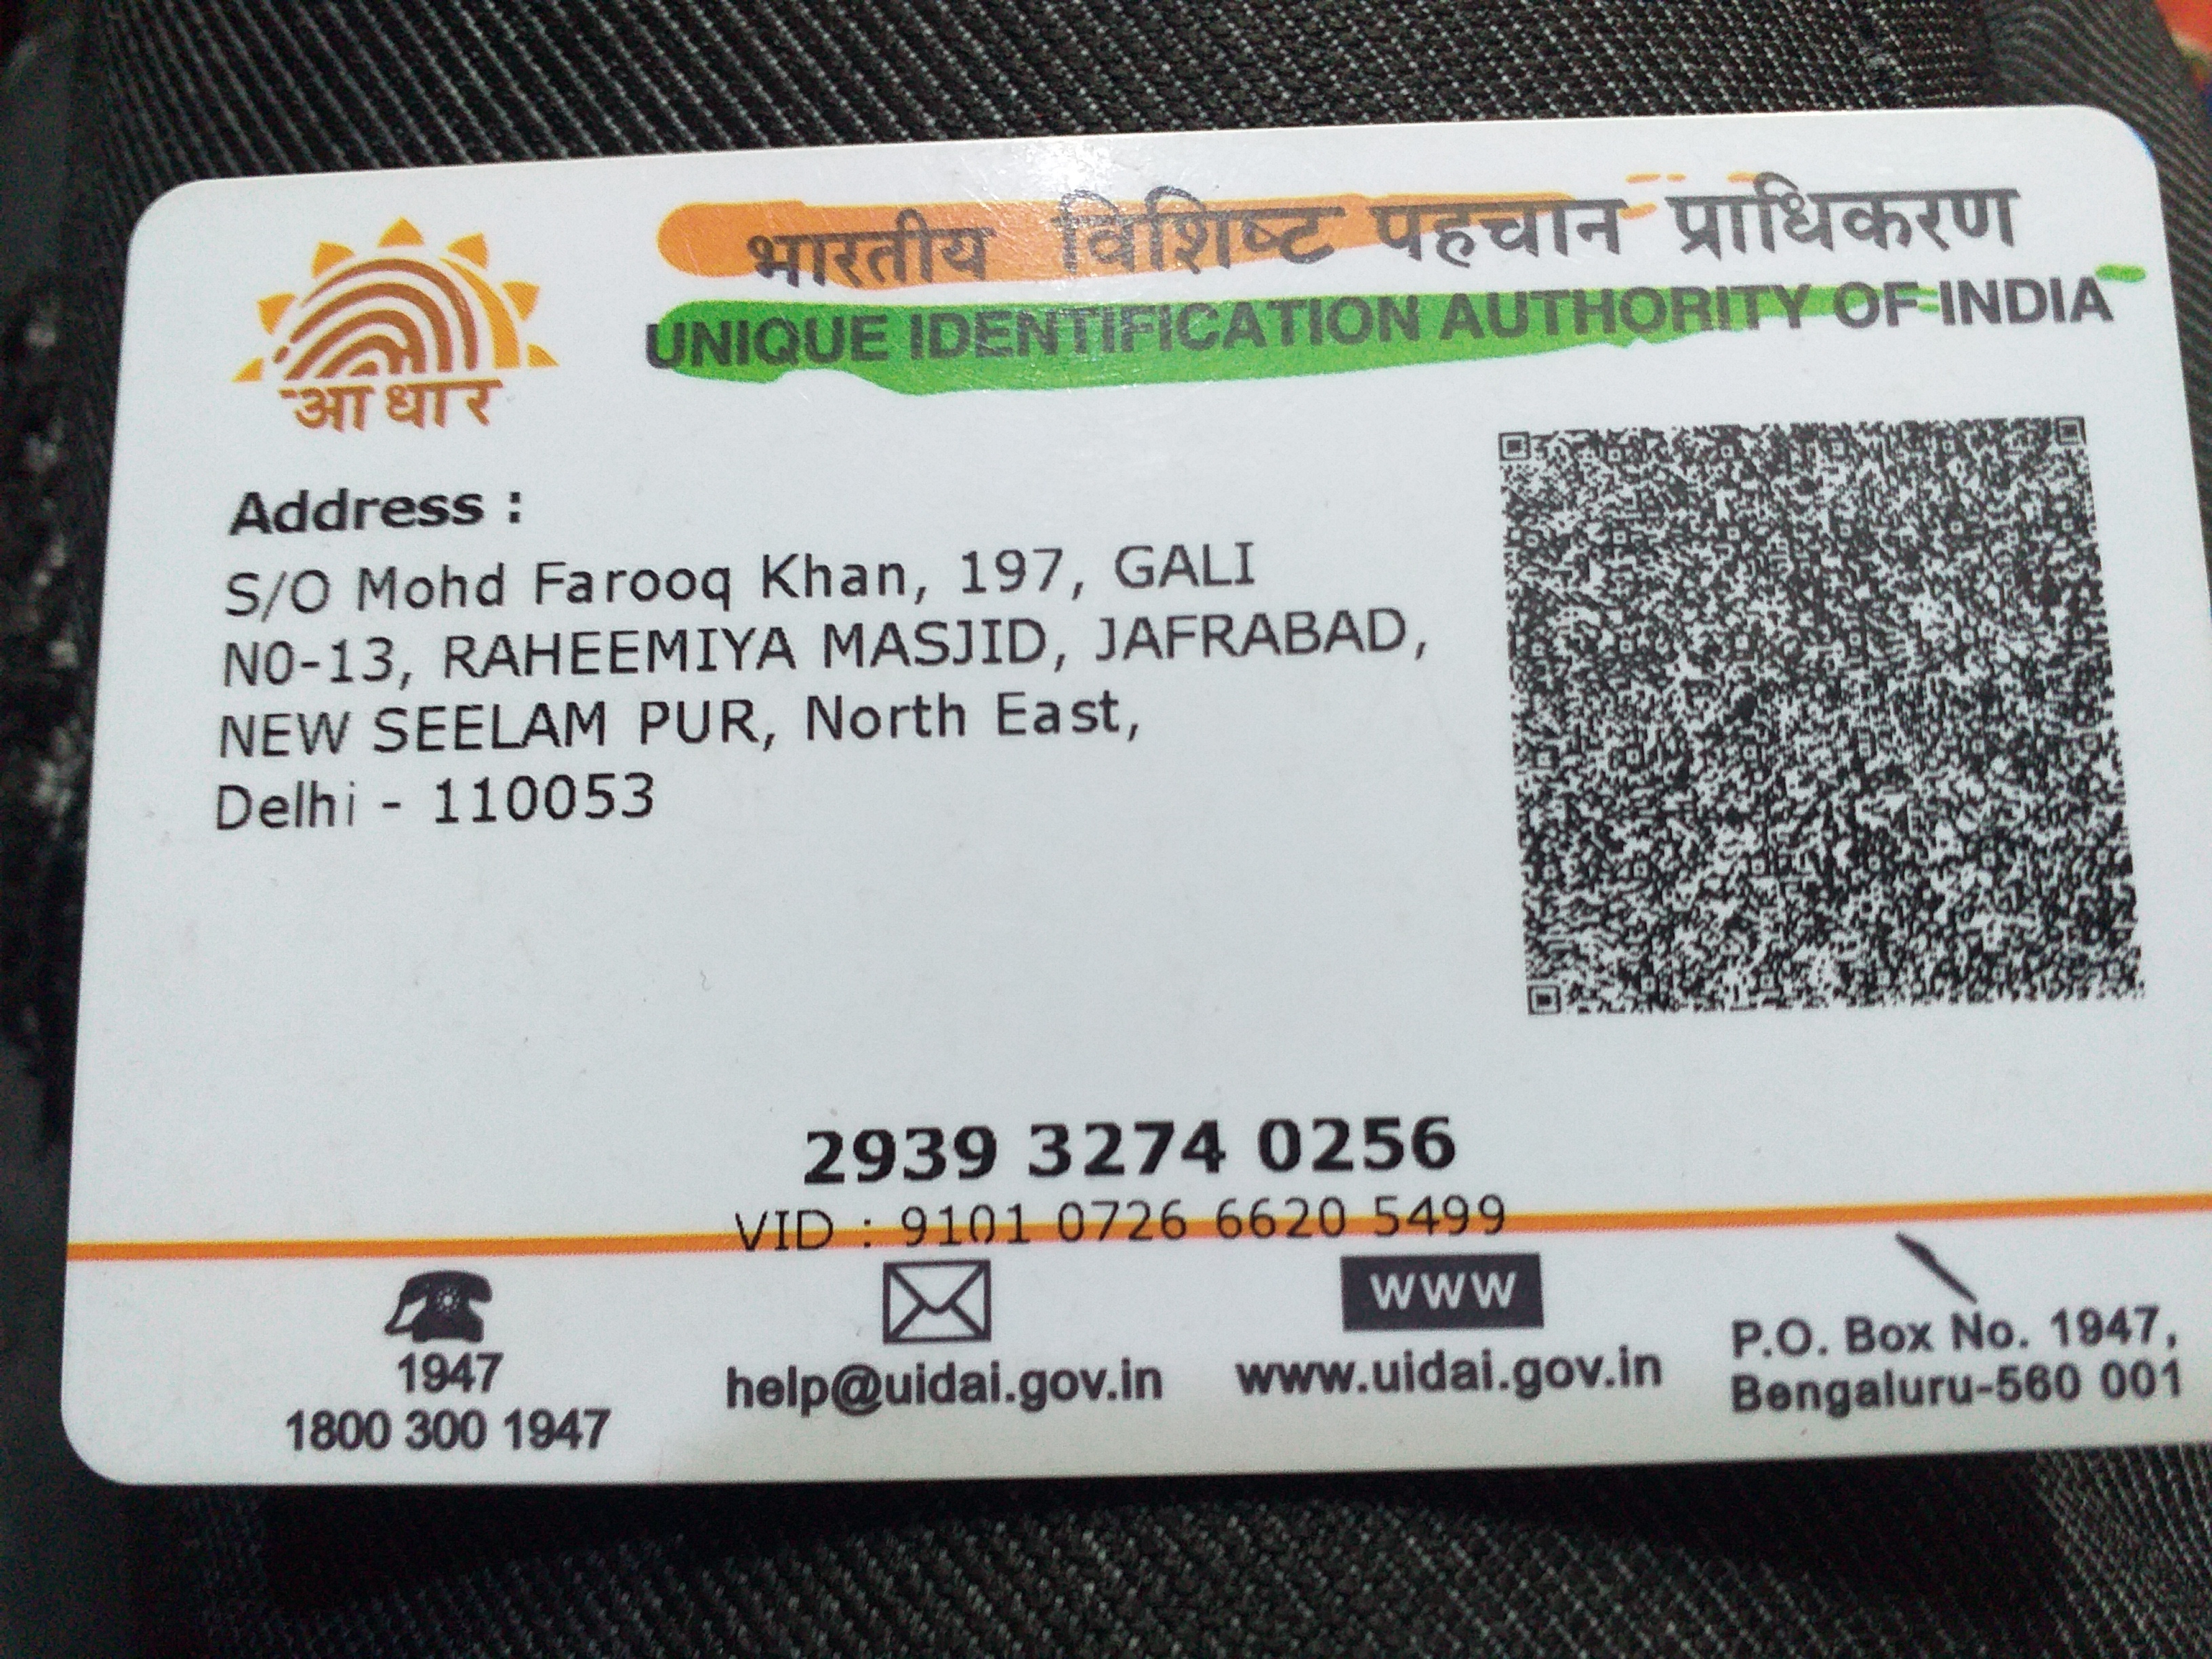 भारतीय विशिष्ट पहचान प्राधिकरण
UNIQUE IDENTIFICATION AUTHORITY OF INDIA
आधार
Address :
S/O Mohd Farooq Khan, 197, GALI
N0-13, RAHEEMIYA MASJID, JAFRABAD,
NEW SEELAM PUR, North East,
Delhi - 110053
2939 3274 0256
VID : 9101 0726 6620 5499
1947
1800 300 1947
help@uidai.gov.in
WWW
www.uidai.gov.in
P.O. Box No. 1947,
Bengaluru-560 001